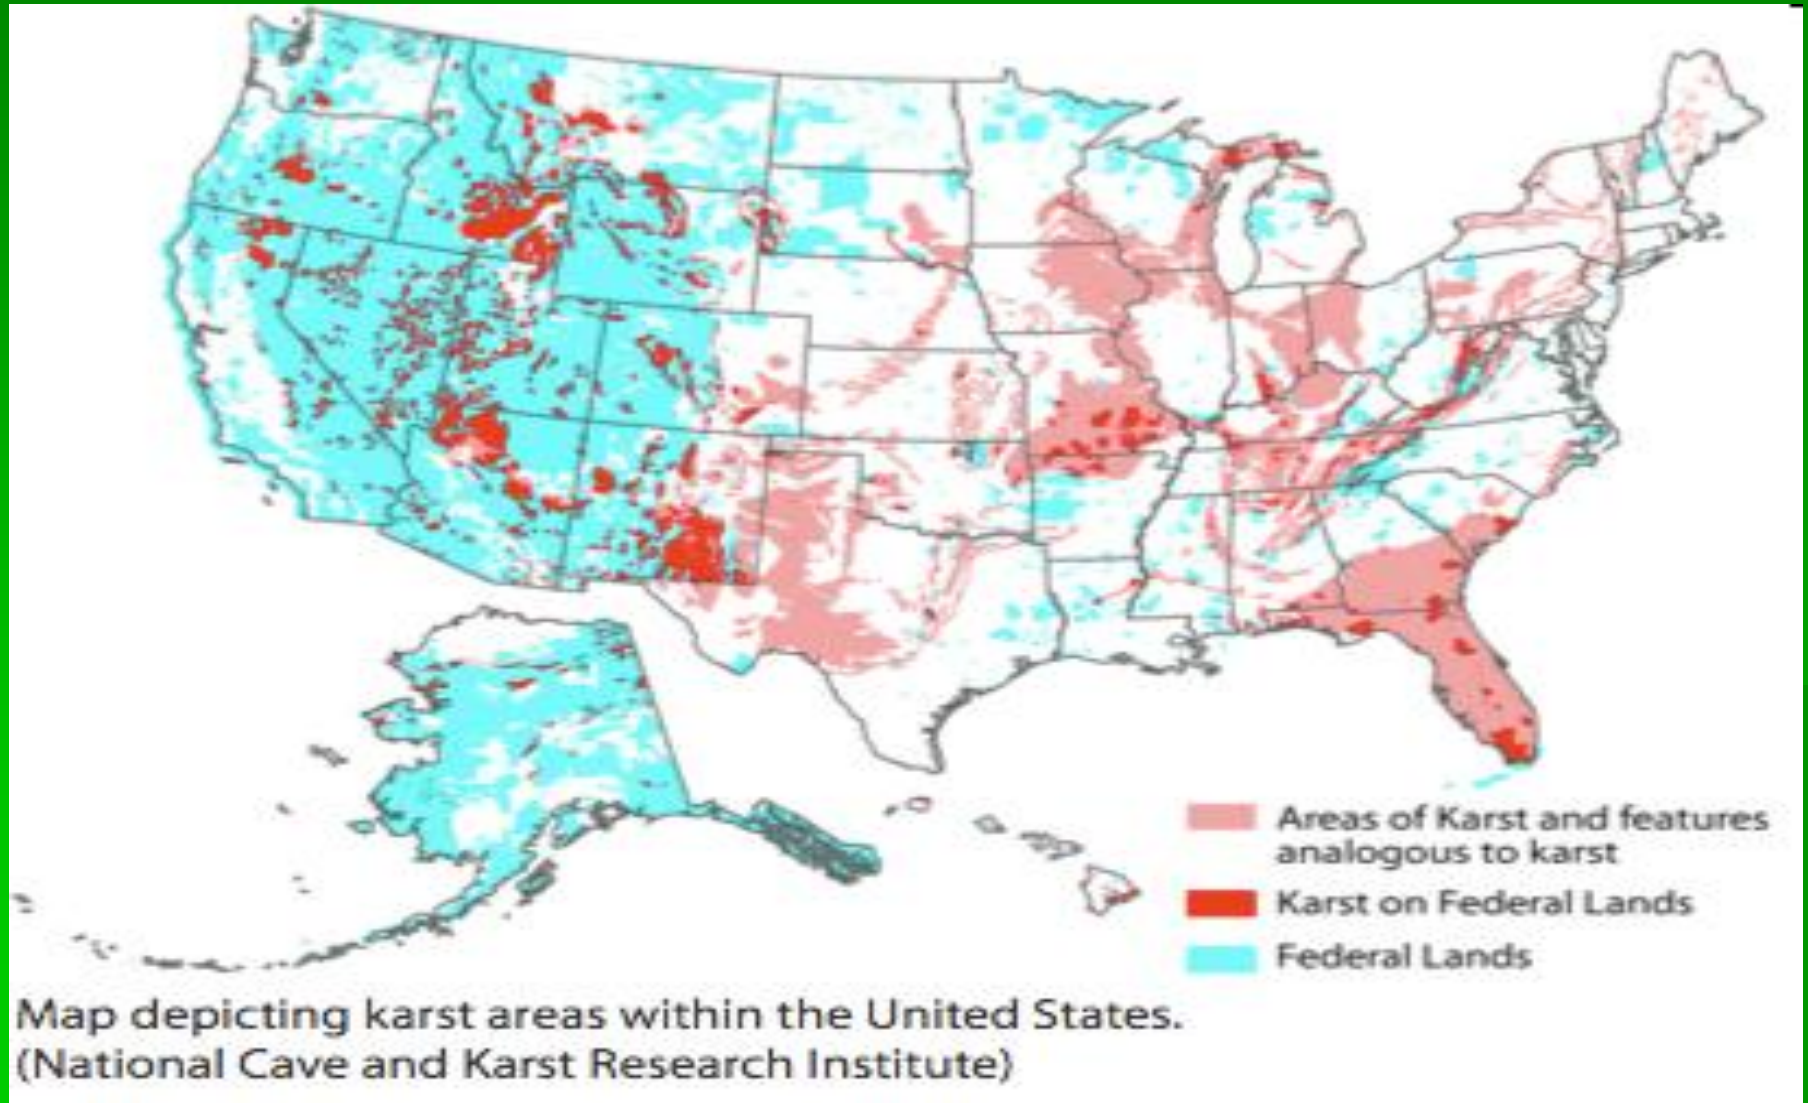 Areas of Karst and features
analogous to karst
Karst on Federal Lands
Federal Lands
Map depicting karst areas within the United States.
(National Cave and Karst Research Institute)